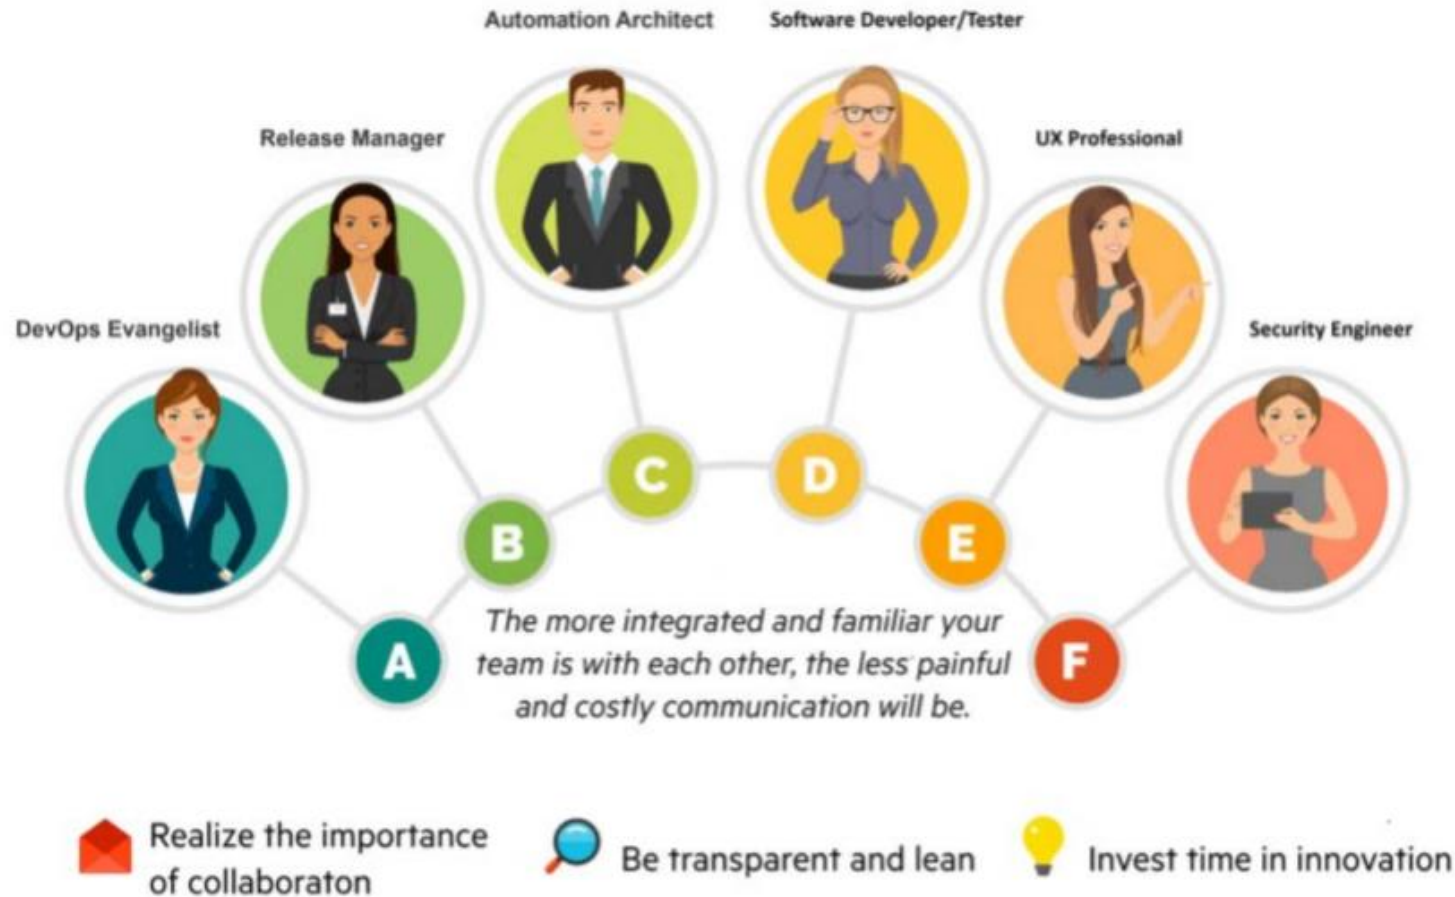 Automation Architect
Software Developer/Tester
Release Manager
UX Professional
DevOps Evangelist
Security Engineer
C
D
B
E
A
F
The more integrated and familiar your
team is with each other, the less painful
and costly communication will be.
Realize the importance
of collaboraton
Be transparent and lean
Invest time in innovation